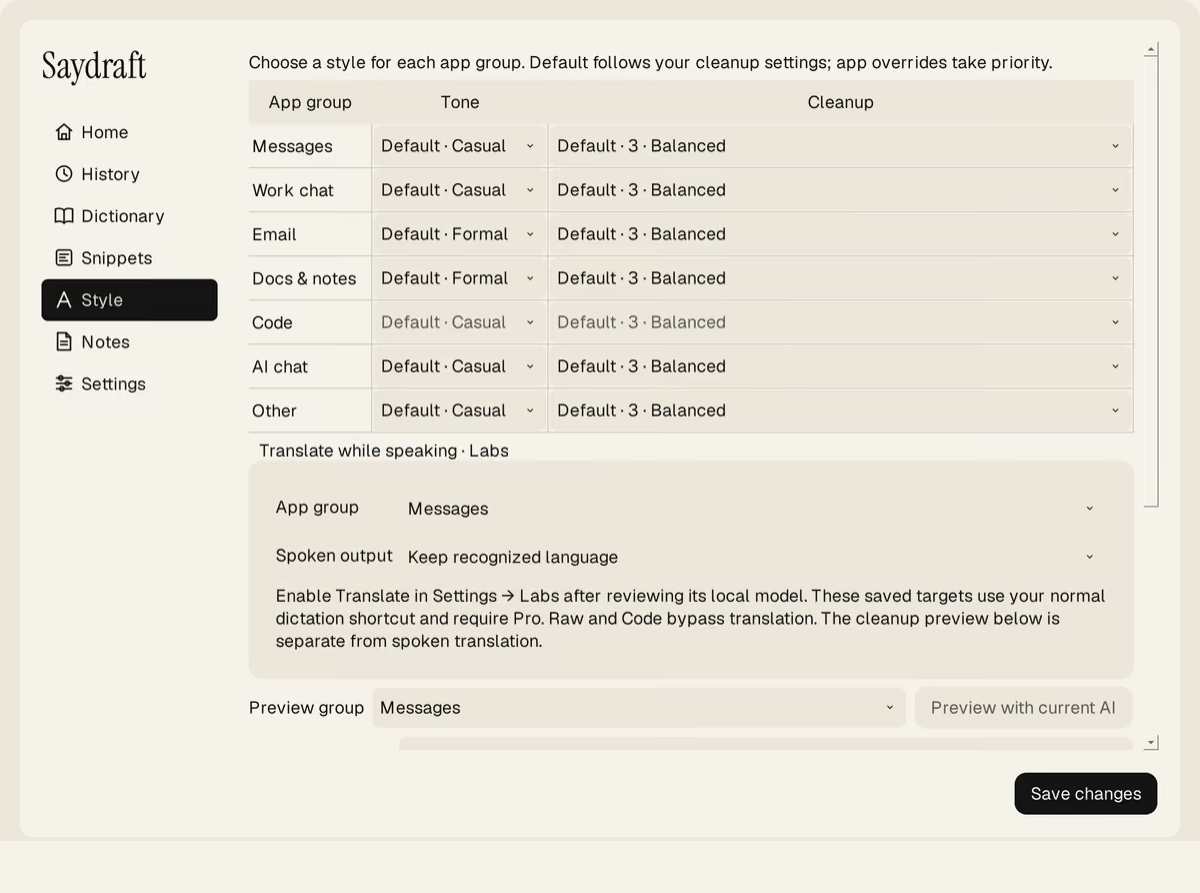 Saydraft
Home
History
Dictionary
Snippets
Style
Notes
Settings
Choose a style for each app group. Default follows your cleanup settings; app overrides take priority.
App group Tone Cleanup
Messages Default · Casual Default · 3 · Balanced
Work chat Default · Casual Default · 3 · Balanced
Email Default · Formal Default · 3 · Balanced
Docs & notes Default · Formal Default · 3 · Balanced
Code Default · Casual Default · 3 · Balanced
AI chat Default · Casual Default · 3 · Balanced
Other Default · Casual Default · 3 · Balanced
Translate while speaking · Labs
App group Messages
Spoken output Keep recognized language
Enable Translate in Settings → Labs after reviewing its local model. These saved targets use your normal
dictation shortcut and require Pro. Raw and Code bypass translation. The cleanup preview below is
separate from spoken translation.
Preview group Messages Preview with current AI
Save changes